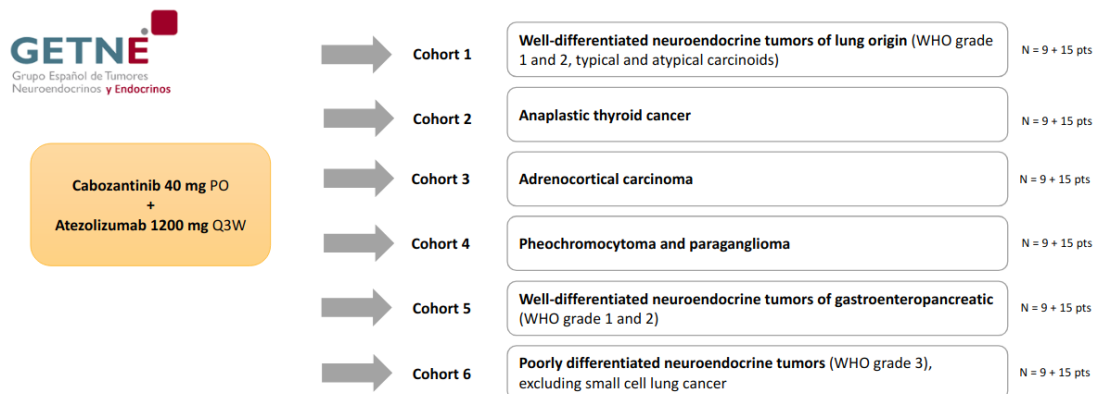 GETNE
Grupo Español de Tumores
Neuroendocrinos y Endocrinos
Cabozantinib 40 mg PO
+
Atezolizumab 1200 mg Q3W
Cohort 1
Well-differentiated neuroendocrine tumors of lung origin (WHO grade
1 and 2, typical and atypical carcinoids)
N = 9 + 15 pts
Cohort 2
Anaplastic thyroid cancer
N = 9 + 15 pts
Cohort 3
Adrenocortical carcinoma
N = 9 + 15 pts
Cohort 4
Pheochromocytoma and paraganglioma
N = 9 + 15 pts
Cohort 5
Well-differentiated neuroendocrine tumors of gastroenteropancreatic
(WHO grade 1 and 2)
N = 9 + 15 pts
Cohort 6
Poorly differentiated neuroendocrine tumors (WHO grade 3),
excluding small cell lung cancer
N = 9 + 15 pts